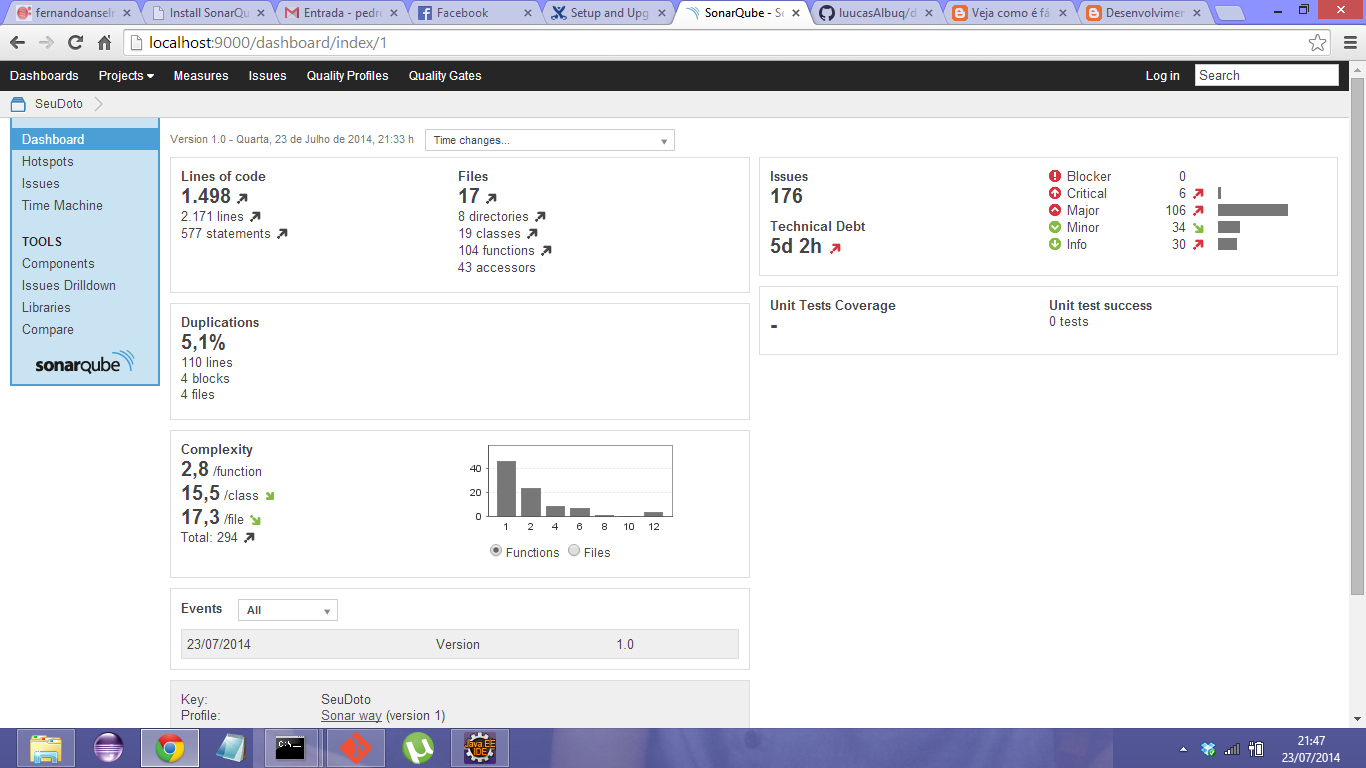 fernandoanseln
Install SonarQu
Entrada - pedr
Facebook
Setup and Upg
SonarQube - So
luucasAlbuq/d
Veja como é fá
Desenvolvimen
localhost:9000/dashboard/index/1
Dashboards Projects Measures Issues Quality Profiles Quality Gates Log in Search
SeuDoto
Dashboard
Hotspots
Issues
Time Machine
TOOLS
Components
Issues Drilldown
Libraries
Compare
sonarqube
Version 1.0 - Quarta, 23 de Julho de 2014, 21:33 h Time changes...
Lines of code
1.498
2.171 lines
577 statements
Files
17
8 directories
19 classes
104 functions
43 accessors
Duplications
5,1%
110 lines
4 blocks
4 files
Complexity
2,8 /function
15,5 /class
17,3 /file
Total: 294
40
20
0
1 2 4 6 8 10 12
Functions Files
Events All
23/07/2014 Version 1.0
Key: SeuDoto
Profile: Sonar way (version 1)
Issues
176
Technical Debt
5d 2h
Blocker 0
Critical 6
Major 106
Minor 34
Info 30
Unit Tests Coverage
-
Unit test success
0 tests
C:\.
Java EE
IDE
21:47
23/07/2014